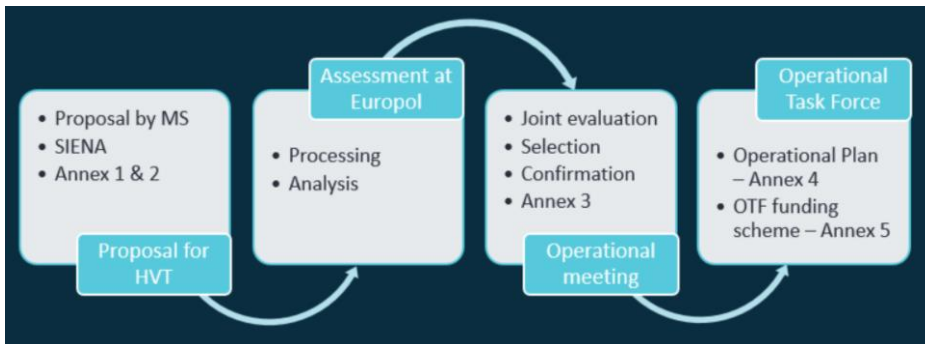 • Proposal by MS
• SIENA
• Annex 1 & 2
Proposal for
HVT
Assessment at
Europol
• Processing
• Analysis
• Joint evaluation
• Selection
• Confirmation
• Annex 3
Operational
meeting
Operational
Task Force
• Operational Plan
– Annex 4
• OTF funding
scheme – Annex 5